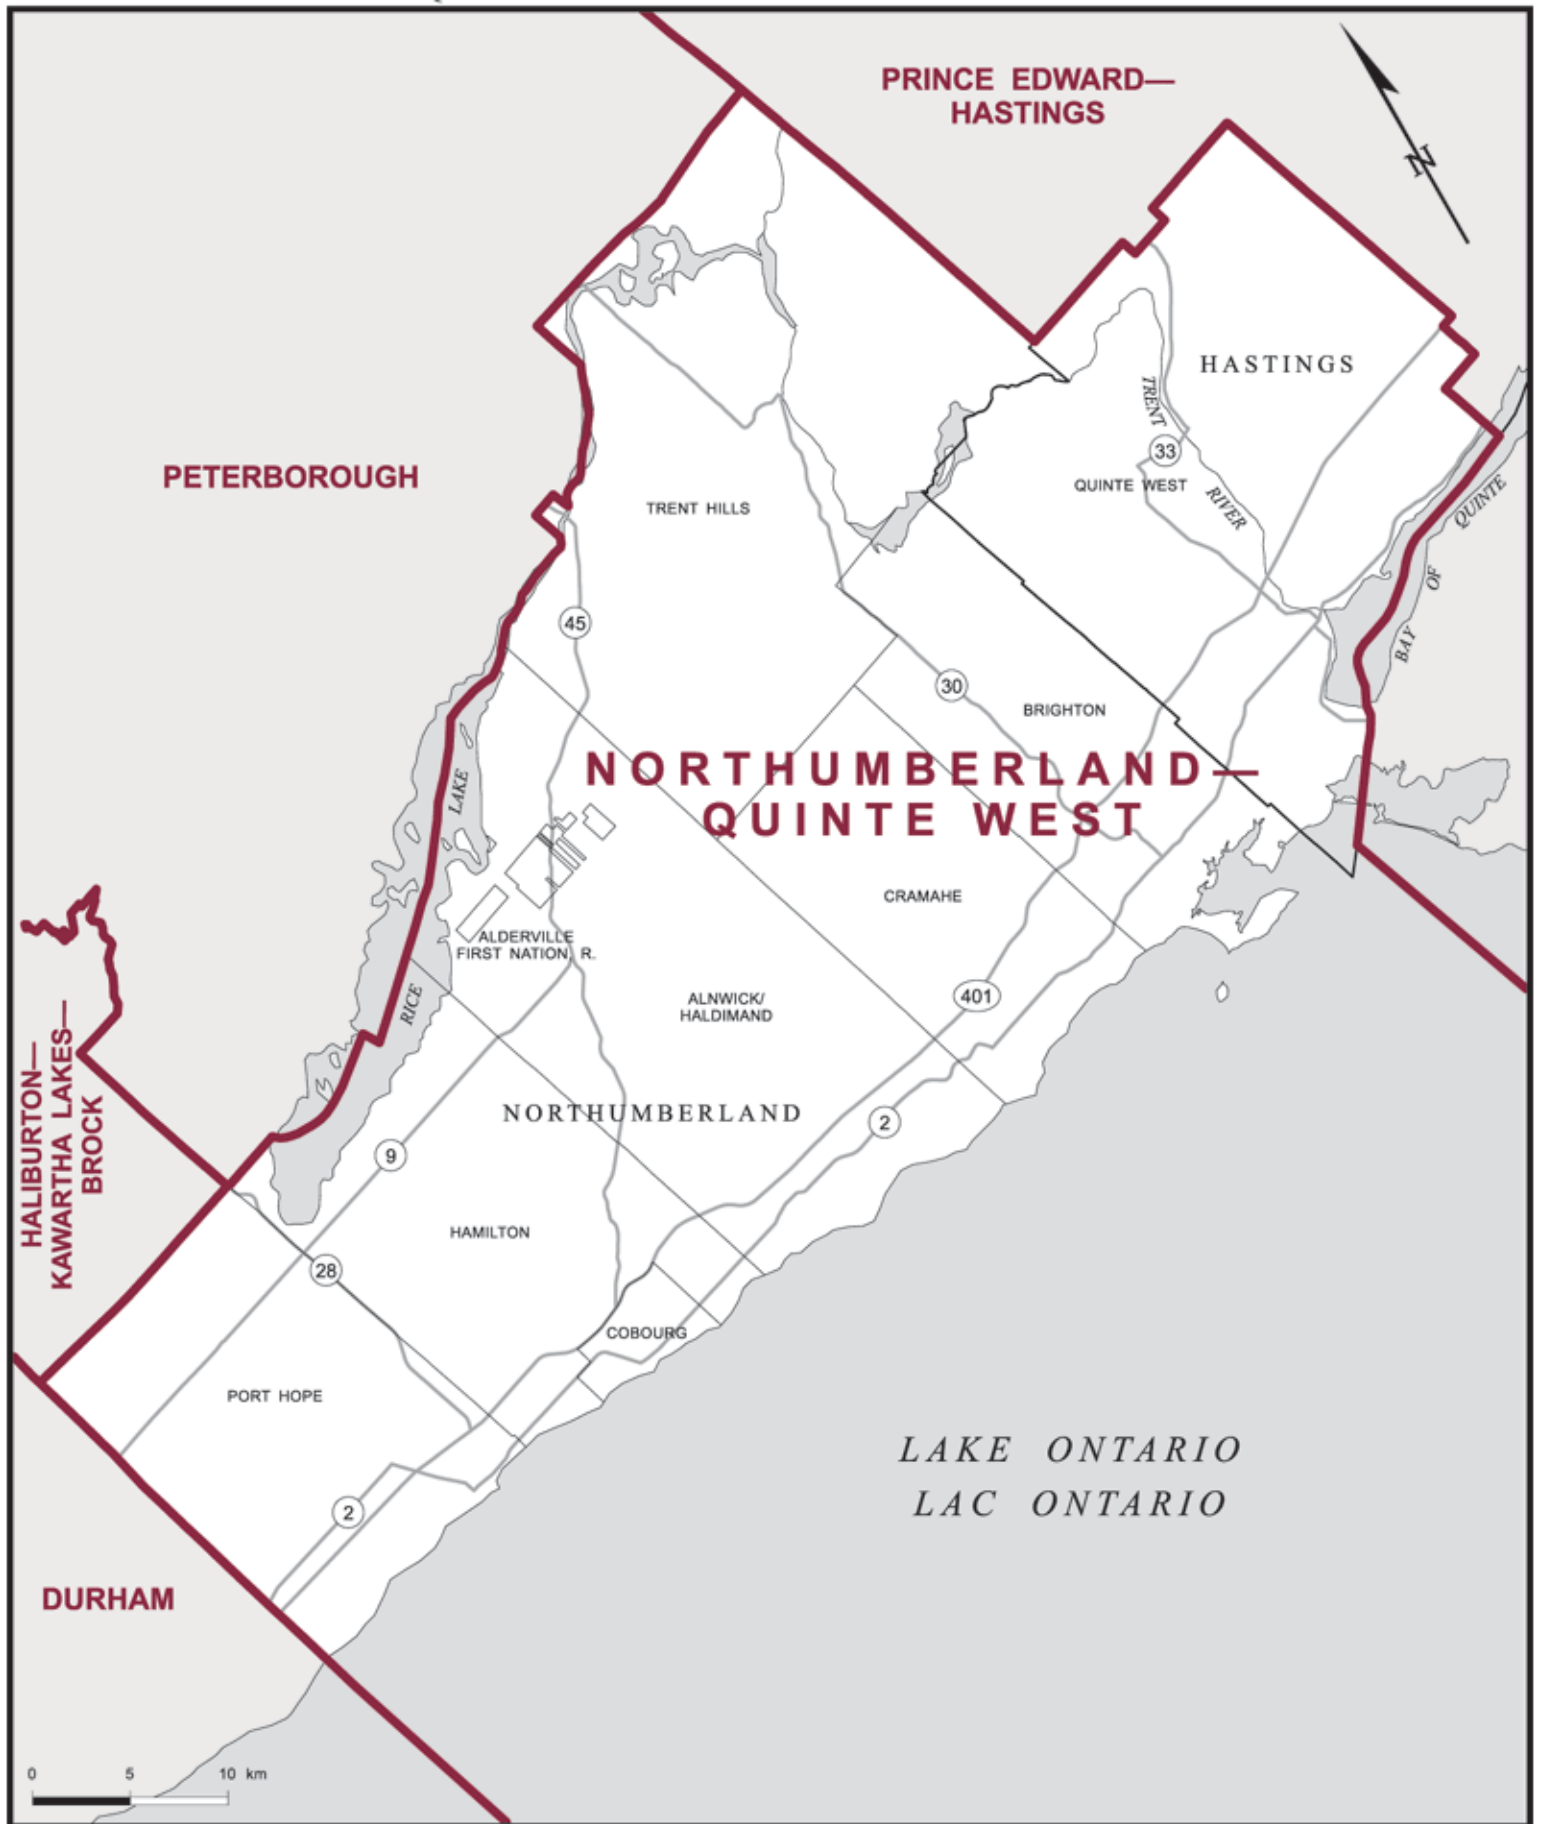 PRINCE EDWARD—
HASTINGS
N
HASTINGS
TRENT
33
PETERBOROUGH
QUINTE WEST
TRENT HILLS
RIVER
QUINTE
OF
BAY
45
30
BRIGHTON
NORTHUMBERLAND—
QUINTE WEST
LAKE
CRAMAHE
ALDERVILLE
FIRST NATION, R.
401
RICE
ALNWICK/
HALDIMAND
HALIBURTON—
KAWARTHA LAKES—
BROCK
NORTHUMBERLAND
2
9
HAMILTON
28
COBOURG
PORT HOPE
LAKE ONTARIO
LAC ONTARIO
2
DURHAM
0 5 10 km